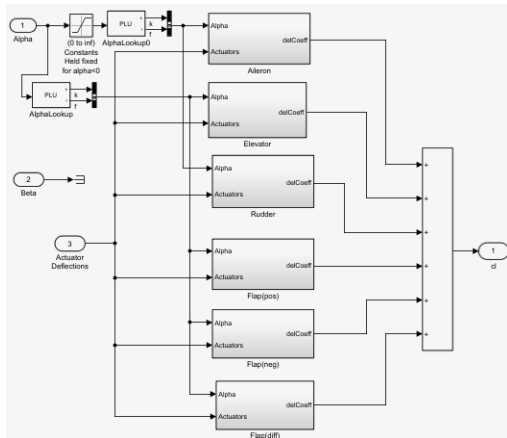 1
Alpha
(0 to inf)
Constants
Held fixed
for alpha<0
PLU
k
f
AlphaLookup0
PLU
k
f
AlphaLookup
2
Beta
3
Actuator
Deflections
Alpha
Actuators
delCoeff
Aileron
Alpha
Actuators
delCoeff
Elevator
Alpha
Actuators
delCoeff
Rudder
Alpha
Actuators
delCoeff
Flap(pos)
Alpha
Actuators
delCoeff
Flap(neg)
Alpha
Actuators
delCoeff
Flap(diff)
+
+
+
+
+
+
1
cl